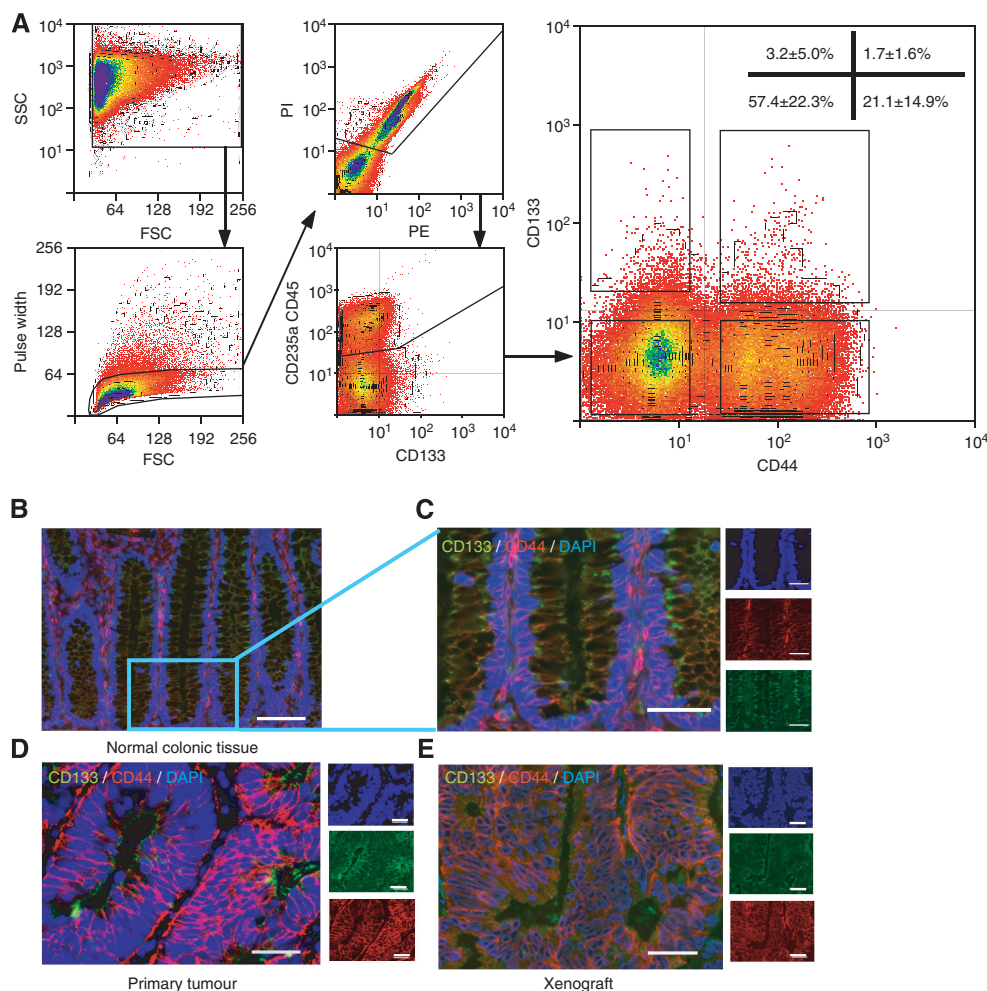 A
SSC
10⁴
10³
10²
10¹
64 128 192 256
FSC
PI
10⁴
10³
10²
10¹
10¹ 10² 10³ 10⁴
PE
Pulse width
256
192
128
64
64 128 192 256
FSC
CD235a CD45
10⁴
10³
10²
10¹
10¹ 10² 10³ 10⁴
CD133
CD133
10⁴
10³
10²
10¹
10¹ 10² 10³ 10⁴
CD44
3.2±5.0% 1.7±1.6%
57.4±22.3% 21.1±14.9%
B
Normal colonic tissue
C
CD133 / CD44 / DAPI
D
CD133 / CD44 / DAPI
Primary tumour
E
CD133 / CD44 / DAPI
Xenograft